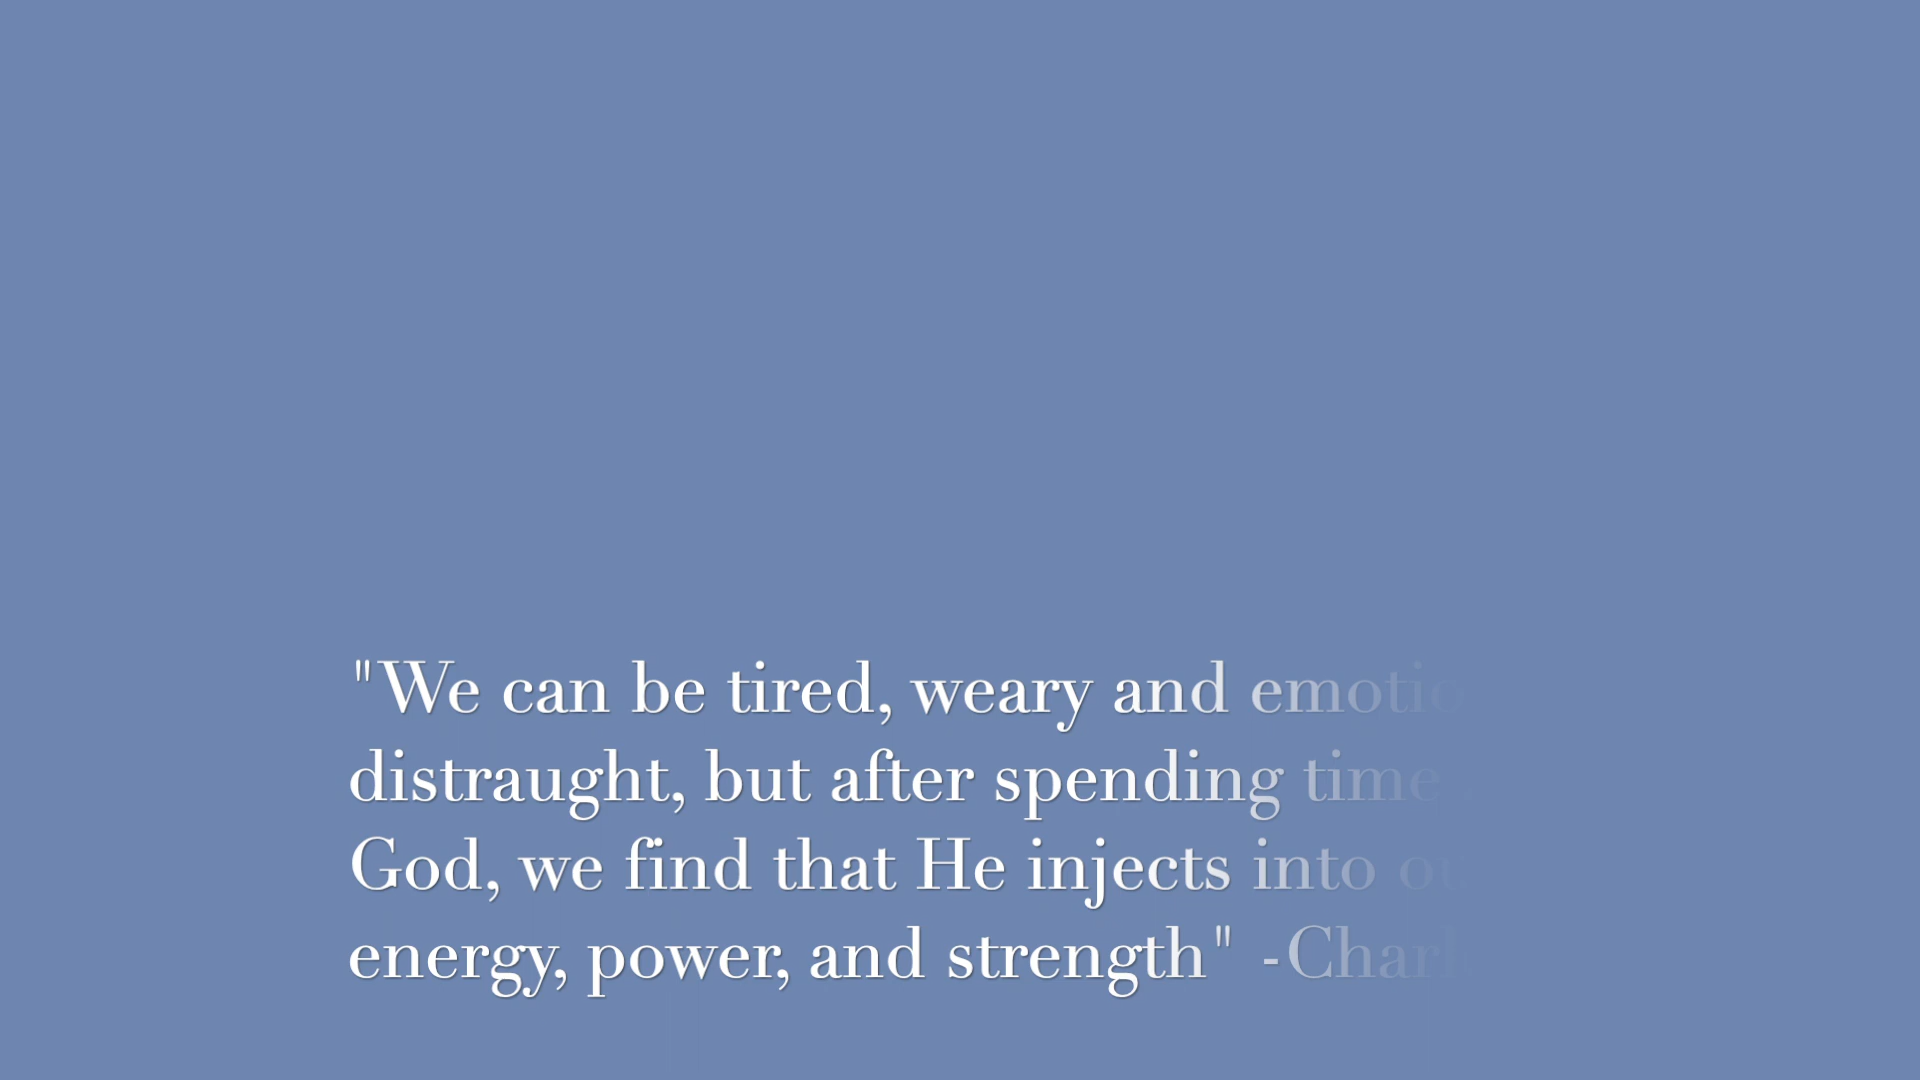 "We can be tired, weary and
distraught, but after spending time
God, we find that He injects into
energy, power, and strength" -